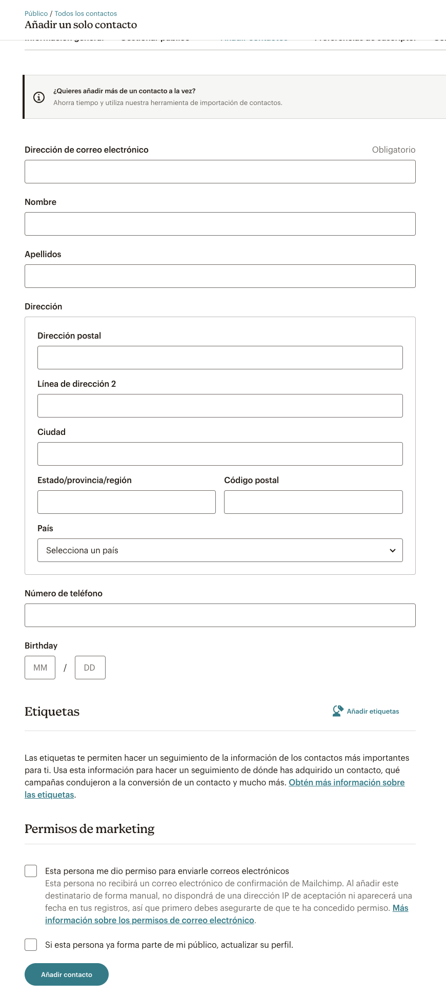 Público / Todos los contactos
Añadir un solo contacto
¿Quieres añadir más de un contacto a la vez?
Ahorra tiempo y utiliza nuestra herramienta de importación de contactos.
Dirección de correo electrónico
Obligatorio
Nombre
Apellidos
Dirección
Dirección postal
Línea de dirección 2
Ciudad
Estado/provincia/región
Código postal
País
Selecciona un país
Número de teléfono
Birthday
MM / DD
Etiquetas
Añadir etiquetas
Las etiquetas te permiten hacer un seguimiento de la información de los contactos más importantes
para ti. Usa esta información para hacer un seguimiento de dónde has adquirido un contacto, qué
campañas condujeron a la conversión de un contacto y mucho más. Obtén más información sobre
las etiquetas.
Permisos de marketing
Esta persona me dio permiso para enviarle correos electrónicos
Esta persona no recibirá un correo electrónico de confirmación de Mailchimp. Al añadir este
destinatario de forma manual, no dispondrá de una dirección IP de aceptación ni aparecerá una
fecha en tus registros, así que primero debes asegurarte de que te ha concedido permiso. Más
información sobre los permisos de correo electrónico.
Si esta persona ya forma parte de mi público, actualizar su perfil.
Añadir contacto